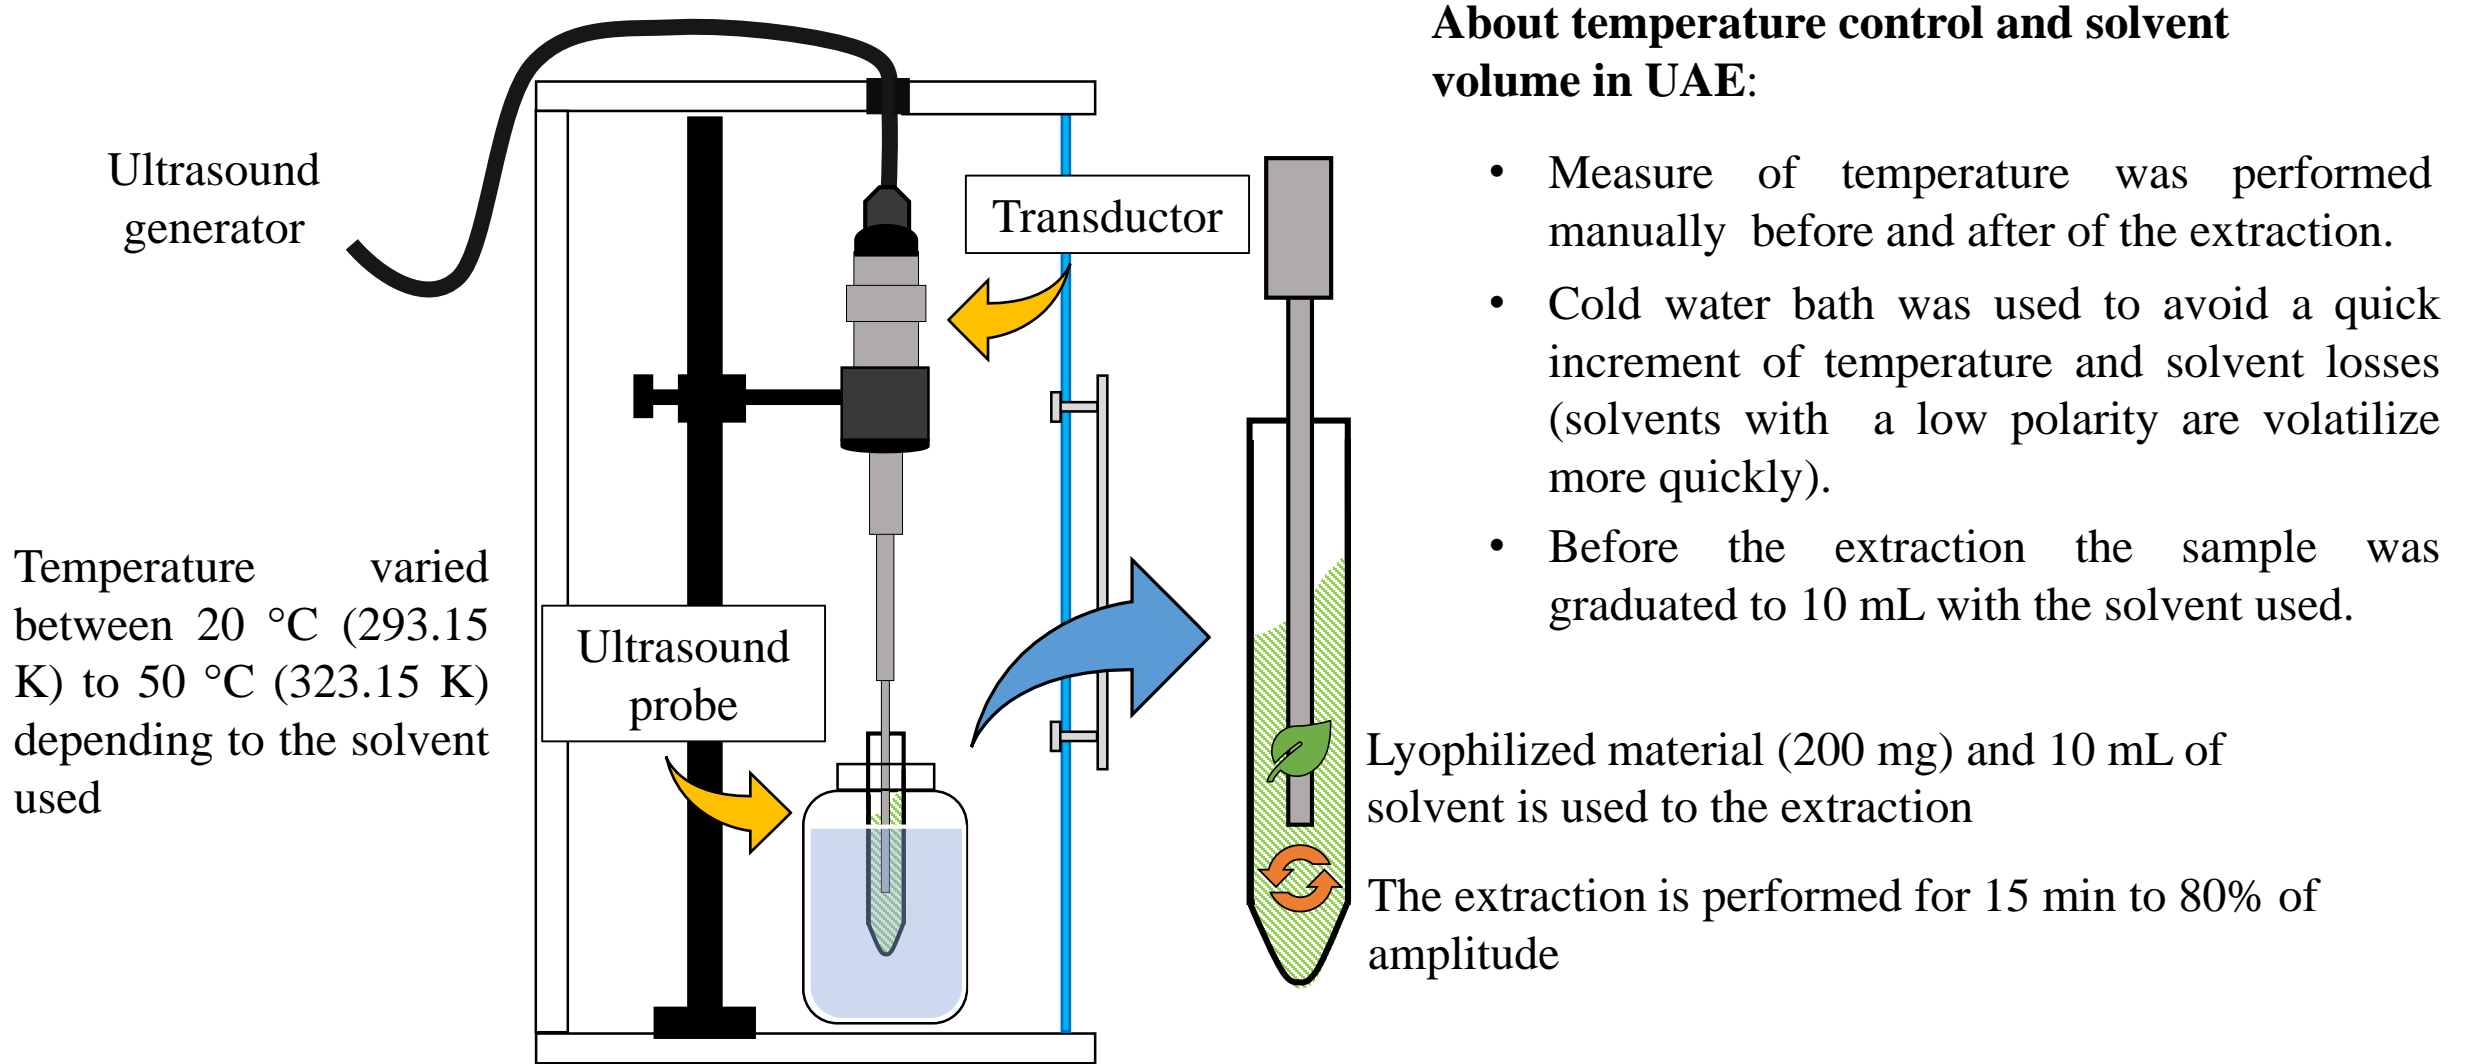 About temperature control and solvent
volume in UAE:
• Measure of temperature was performed
manually before and after of the extraction.
• Cold water bath was used to avoid a quick
increment of temperature and solvent losses
(solvents with a low polarity are volatilize
more quickly).
• Before the extraction the sample was
graduated to 10 mL with the solvent used.
Ultrasound
generator
Transductor
Temperature varied
between 20 °C (293.15
K) to 50 °C (323.15 K)
depending to the solvent
used
Ultrasound
probe
Lyophilized material (200 mg) and 10 mL of
solvent is used to the extraction
The extraction is performed for 15 min to 80% of
amplitude